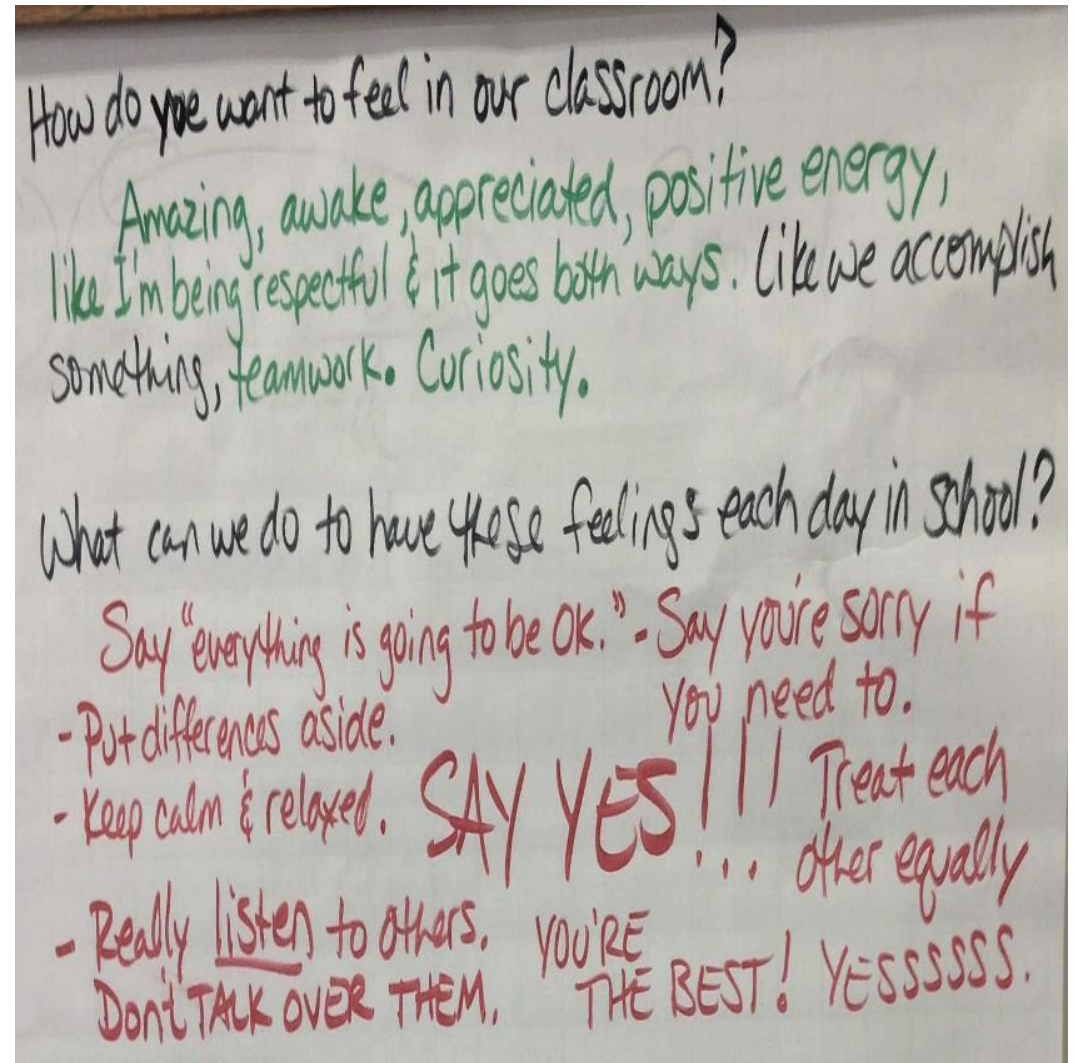 How do you want to feel in our classroom?
Amazing, awake, appreciated, positive energy,
like I'm being respectful & it goes both ways. Like we accomplish
something, teamwork. Curiosity.
What can we do to have these feelings each day in school?
Say "everything is going to be OK." - Say you're sorry if
you need to.
- Put differences aside.
- Keep calm & relaxed.
SAY YES!!!...
Treat each
other equally
- Really listen to others.
Don't TALK OVER THEM.
YOU'RE
THE BEST! YESSSSSS.